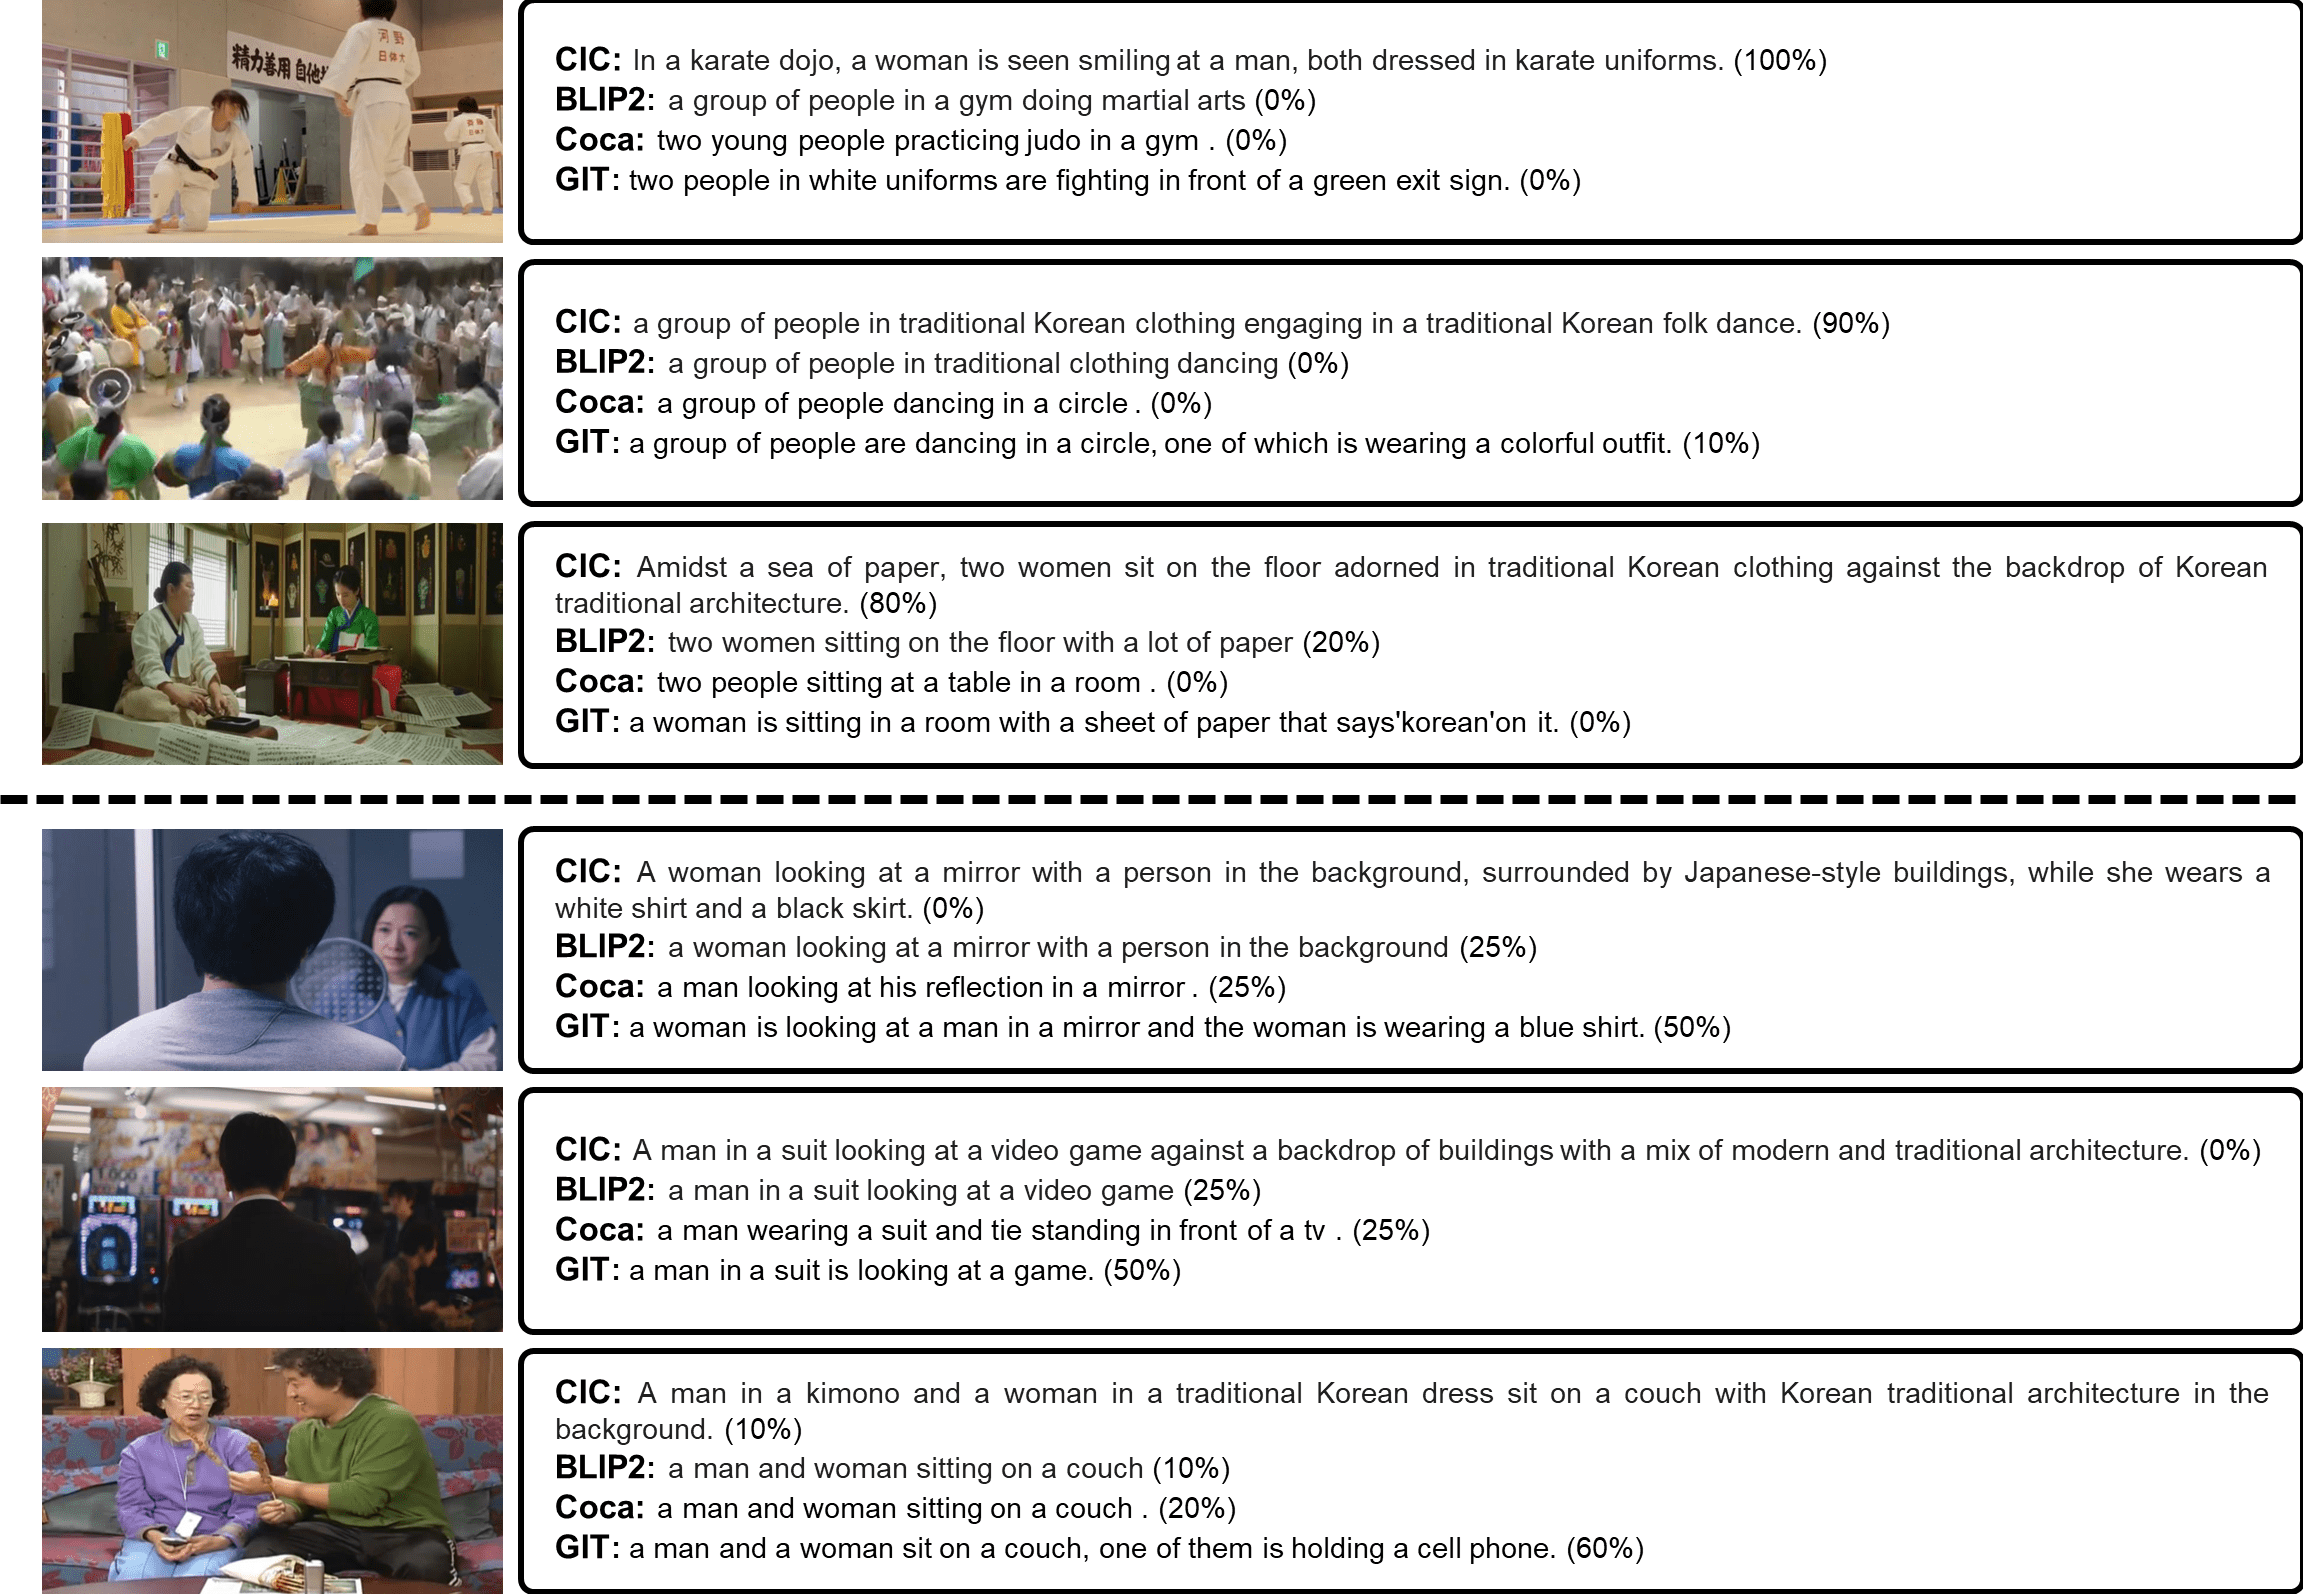 河野
日体大
精力善用 自他
CIC: In a karate dojo, a woman is seen smiling at a man, both dressed in karate uniforms. (100%)
BLIP2: a group of people in a gym doing martial arts (0%)
Coca: two young people practicing judo in a gym . (0%)
GIT: two people in white uniforms are fighting in front of a green exit sign. (0%)
CIC: a group of people in traditional Korean clothing engaging in a traditional Korean folk dance. (90%)
BLIP2: a group of people in traditional clothing dancing (0%)
Coca: a group of people dancing in a circle . (0%)
GIT: a group of people are dancing in a circle, one of which is wearing a colorful outfit. (10%)
CIC: Amidst a sea of paper, two women sit on the floor adorned in traditional Korean clothing against the backdrop of Korean
traditional architecture. (80%)
BLIP2: two women sitting on the floor with a lot of paper (20%)
Coca: two people sitting at a table in a room . (0%)
GIT: a woman is sitting in a room with a sheet of paper that says'korean'on it. (0%)
CIC: A woman looking at a mirror with a person in the background, surrounded by Japanese-style buildings, while she wears a
white shirt and a black skirt. (0%)
BLIP2: a woman looking at a mirror with a person in the background (25%)
Coca: a man looking at his reflection in a mirror . (25%)
GIT: a woman is looking at a man in a mirror and the woman is wearing a blue shirt. (50%)
CIC: A man in a suit looking at a video game against a backdrop of buildings with a mix of modern and traditional architecture. (0%)
BLIP2: a man in a suit looking at a video game (25%)
Coca: a man wearing a suit and tie standing in front of a tv . (25%)
GIT: a man in a suit is looking at a game. (50%)
CIC: A man in a kimono and a woman in a traditional Korean dress sit on a couch with Korean traditional architecture in the
background. (10%)
BLIP2: a man and woman sitting on a couch (10%)
Coca: a man and woman sitting on a couch . (20%)
GIT: a man and a woman sit on a couch, one of them is holding a cell phone. (60%)